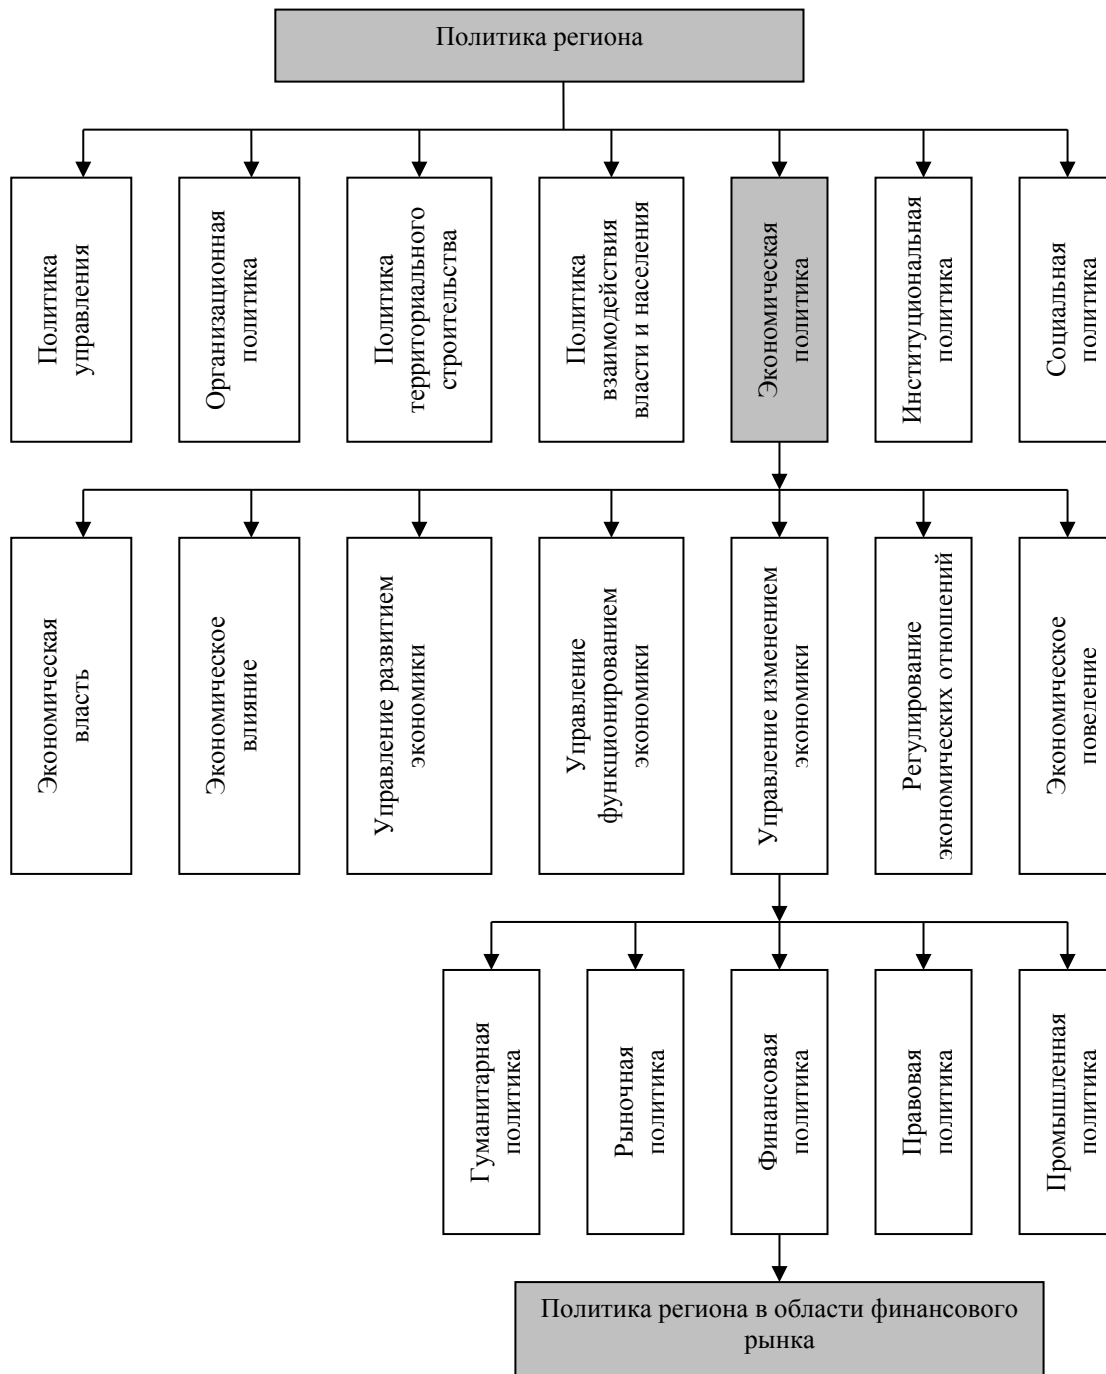 Политика региона
Политика
управления
Организационная
политика
Политика
территориального
строительства
Политика
взаимодействия
власти и населения
Экономическая
политика
Институциональная
политика
Социальная
политика
Экономическая
власть
Экономическое
влияние
Управление развитием
экономики
Управление
функционированием
экономики
Управление изменением
экономики
Регулирование
экономических отношений
Экономическое
поведение
Гуманитарная
политика
Рыночная
политика
Финансовая
политика
Правовая
политика
Промышленная
политика
Политика региона в области финансового
рынка